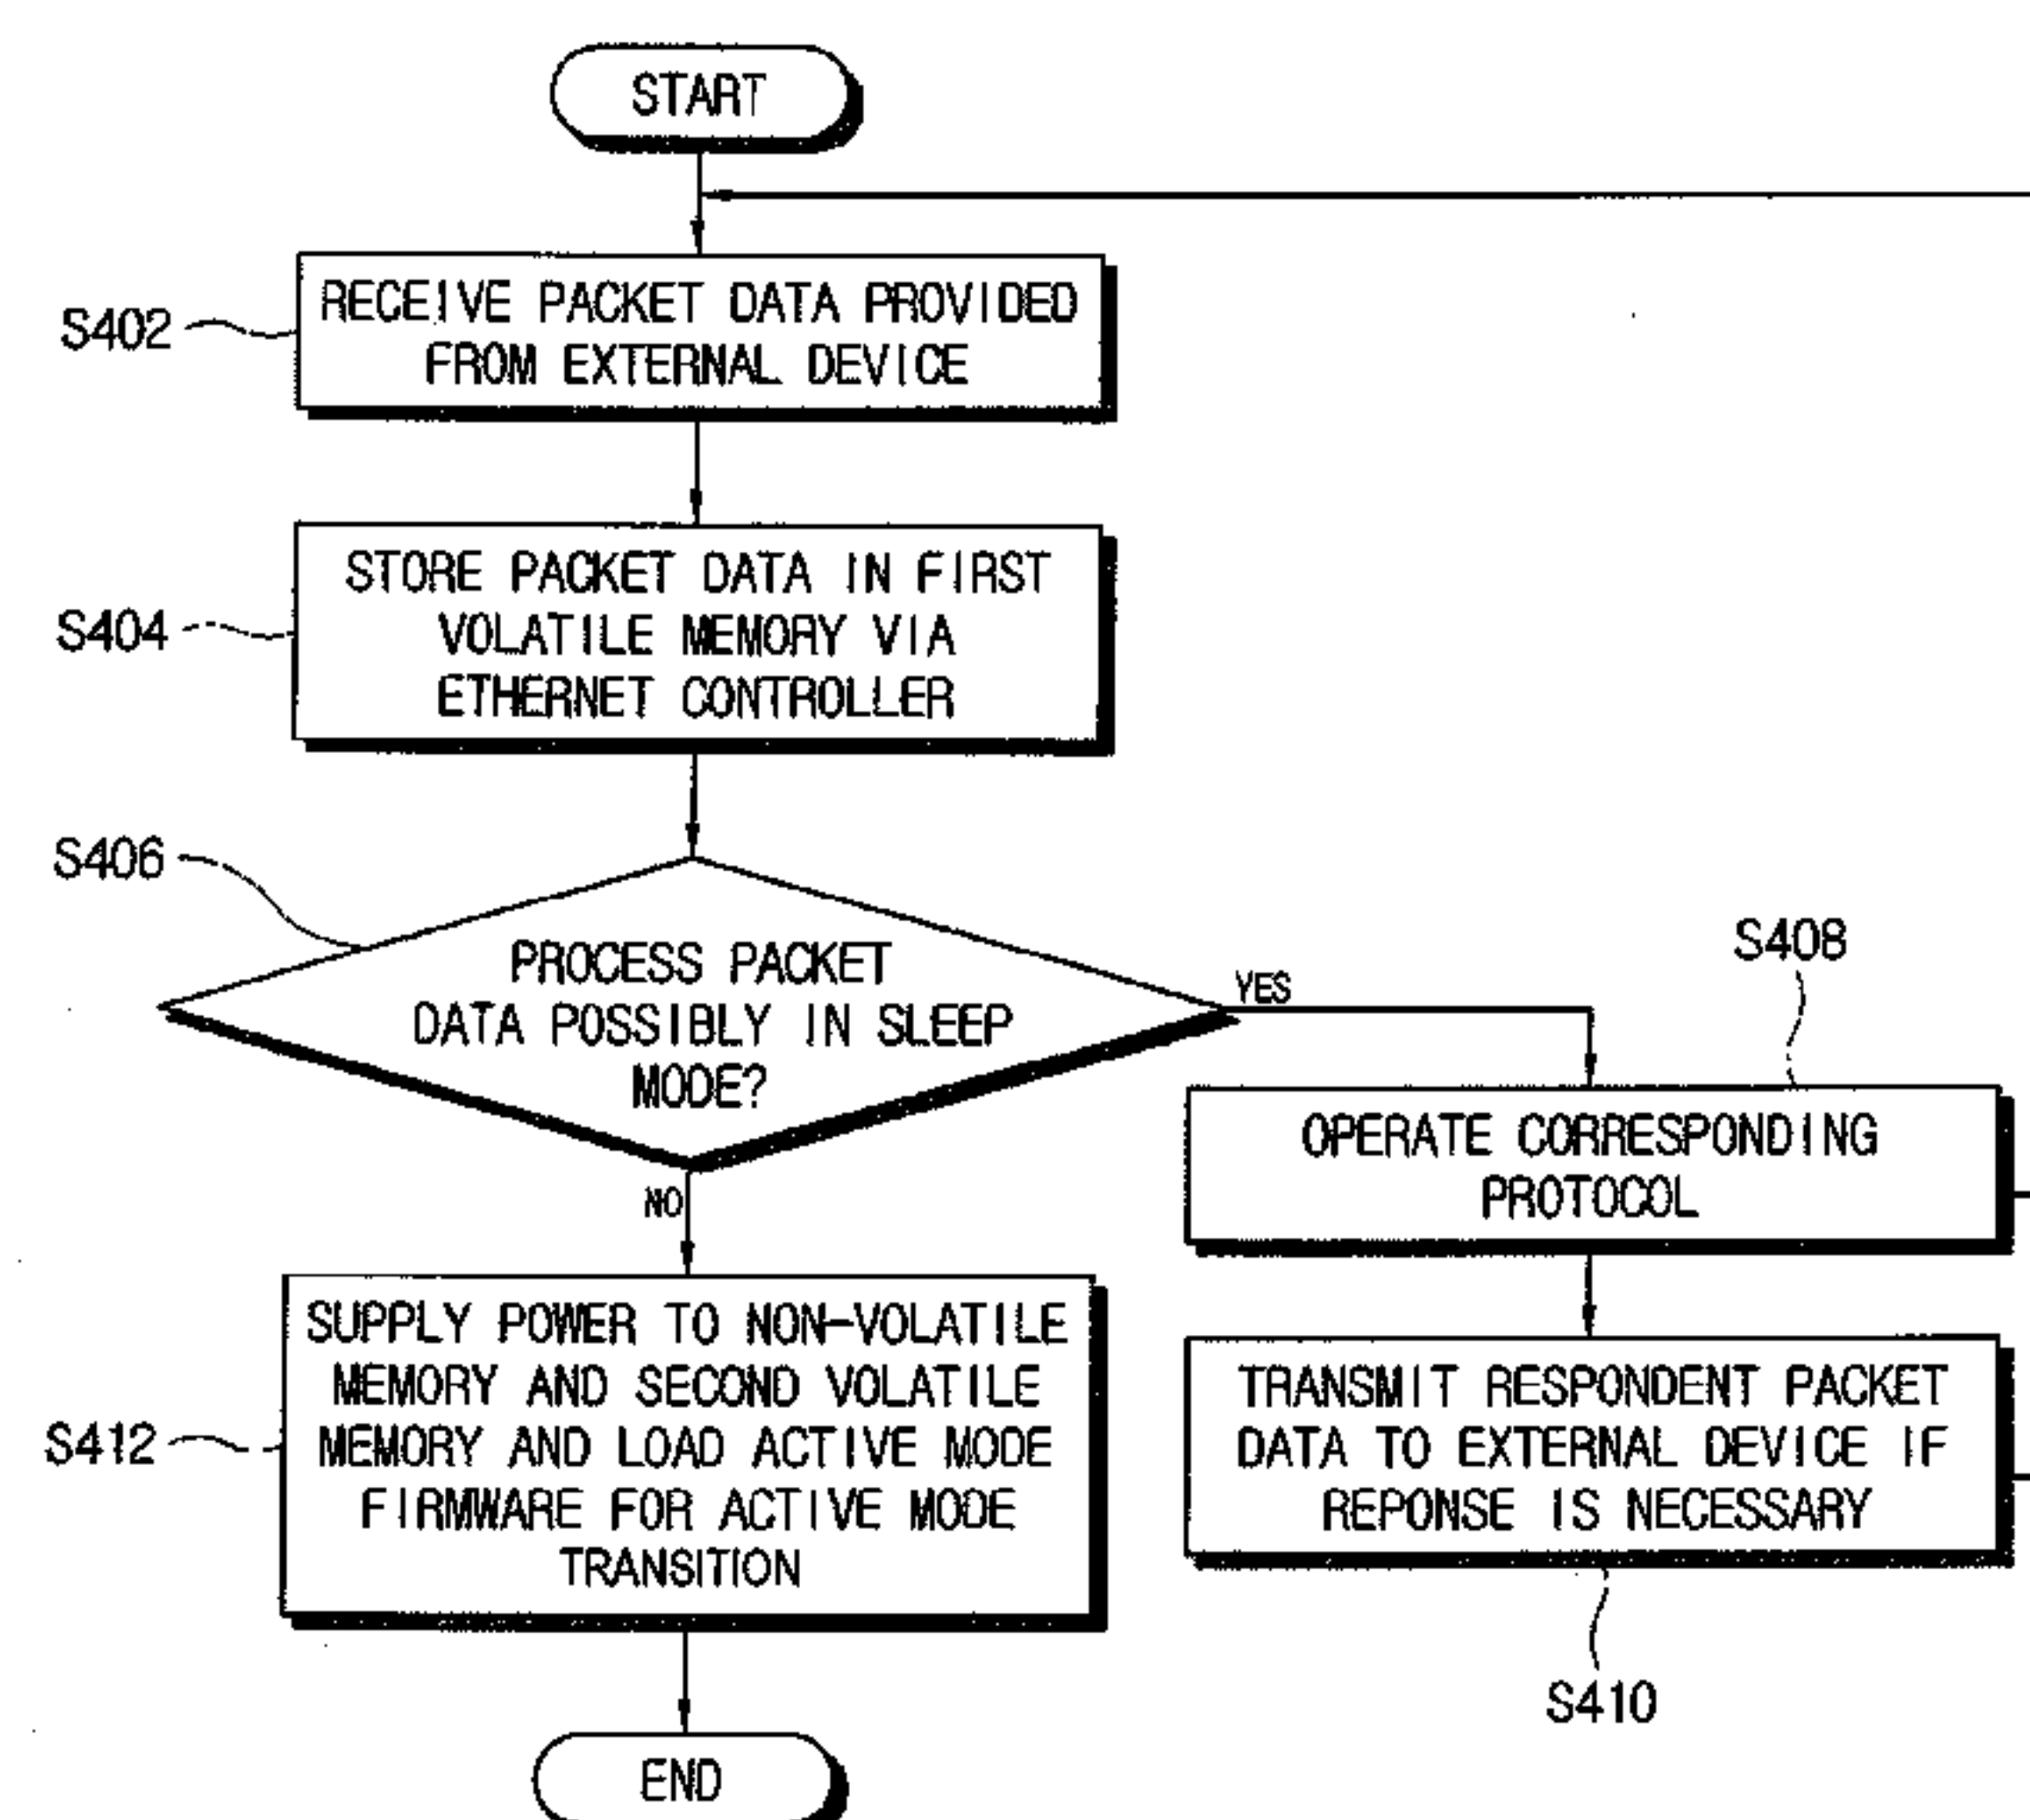 START
S402
RECEIVE PACKET DATA PROVIDED
FROM EXTERNAL DEVICE
S404
STORE PACKET DATA IN FIRST
VOLATILE MEMORY VIA
ETHERNET CONTROLLER
S406
PROCESS PACKET
DATA POSSIBLY IN SLEEP
MODE?
YES
NO
S408
OPERATE CORRESPONDING
PROTOCOL
TRANSMIT RESPONDENT PACKET
DATA TO EXTERNAL DEVICE IF
REPONSE IS NECESSARY
S410
S412
SUPPLY POWER TO NON-VOLATILE
MEMORY AND SECOND VOLATILE
MEMORY AND LOAD ACTIVE MODE
FIRMWARE FOR ACTIVE MODE
TRANSITION
END